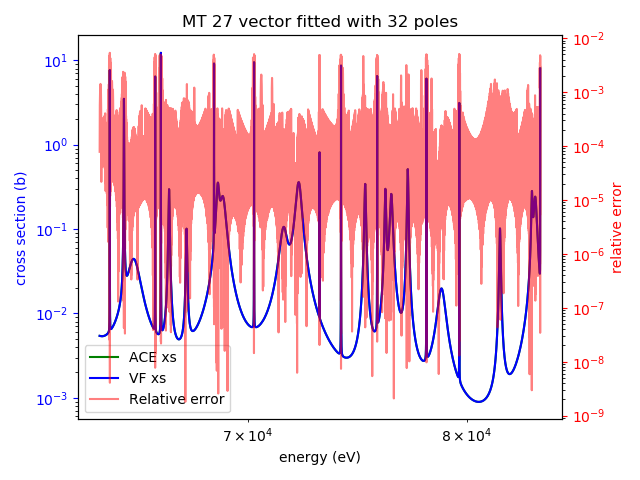 MT 27 vector fitted with 32 poles
cross section (b)
10¹
10⁰
10⁻¹
10⁻²
10⁻³
10⁻²
10⁻³
10⁻⁴
10⁻⁵
10⁻⁶
10⁻⁷
10⁻⁸
10⁻⁹
relative error
ACE xs
VF xs
Relative error
7 × 10⁴
8 × 10⁴
energy (eV)